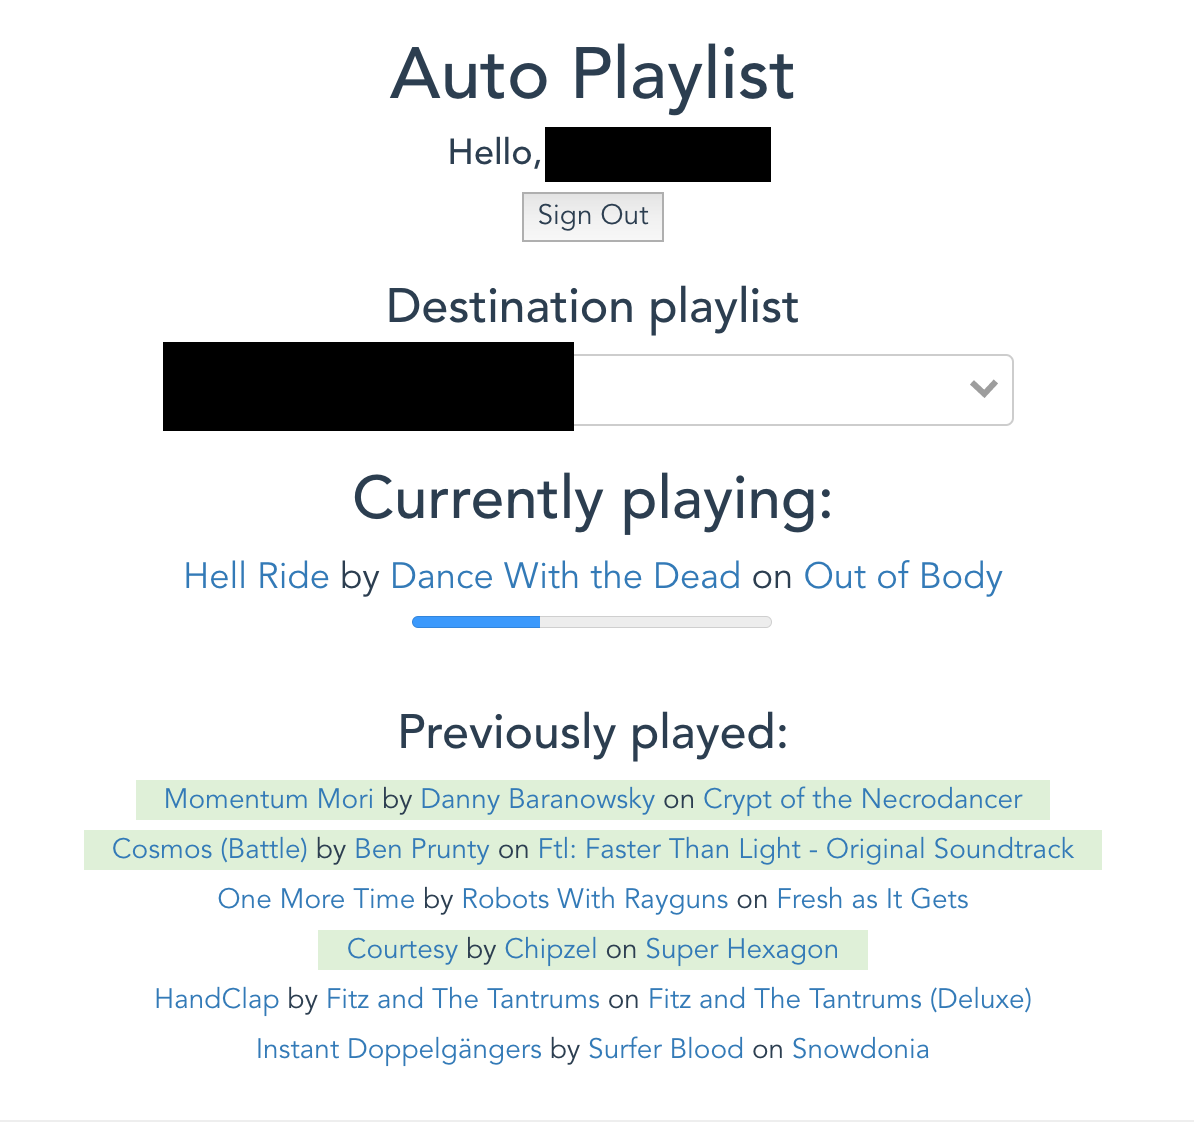 Auto Playlist
Hello,
Sign Out
Destination playlist
Currently playing:
Hell Ride by Dance With the Dead on Out of Body
Previously played:
Momentum Mori by Danny Baranowsky on Crypt of the Necrodancer
Cosmos (Battle) by Ben Prunty on Ftl: Faster Than Light - Original Soundtrack
One More Time by Robots With Rayguns on Fresh as It Gets
Courtesy by Chipzel on Super Hexagon
HandClap by Fitz and The Tantrums on Fitz and The Tantrums (Deluxe)
Instant Doppelgängers by Surfer Blood on Snowdonia